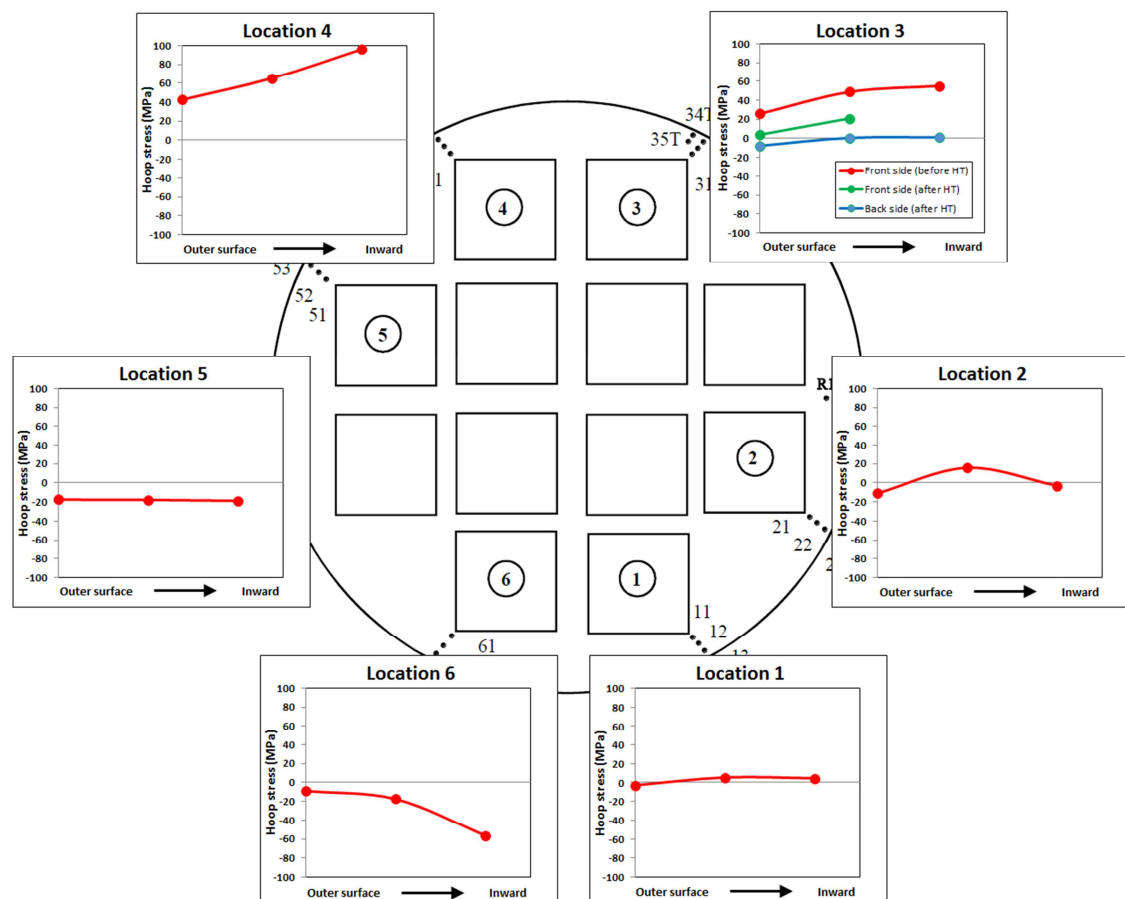 Location 4
100
80
60
40
20
0
-20
-40
-60
-80
-100
Hoop stress (MPa)
Outer surface
Inward
Location 3
100
80
60
40
20
0
-20
-40
-60
-80
-100
Hoop stress (MPa)
Front side (before HT)
Front side (after HT)
Back side (after HT)
Outer surface
Inward
34T
35T
31
1
4
3
53
52
51
5
Location 5
100
80
60
40
20
0
-20
-40
-60
-80
-100
Hoop stress (MPa)
Outer surface
Inward
Location 2
100
80
60
40
20
0
-20
-40
-60
-80
-100
Hoop stress (MPa)
Outer surface
Inward
2
21
22
2
6
1
11
12
61
Location 6
100
80
60
40
20
0
-20
-40
-60
-80
-100
Hoop stress (MPa)
Outer surface
Inward
Location 1
100
80
60
40
20
0
-20
-40
-60
-80
-100
Hoop stress (MPa)
Outer surface
Inward